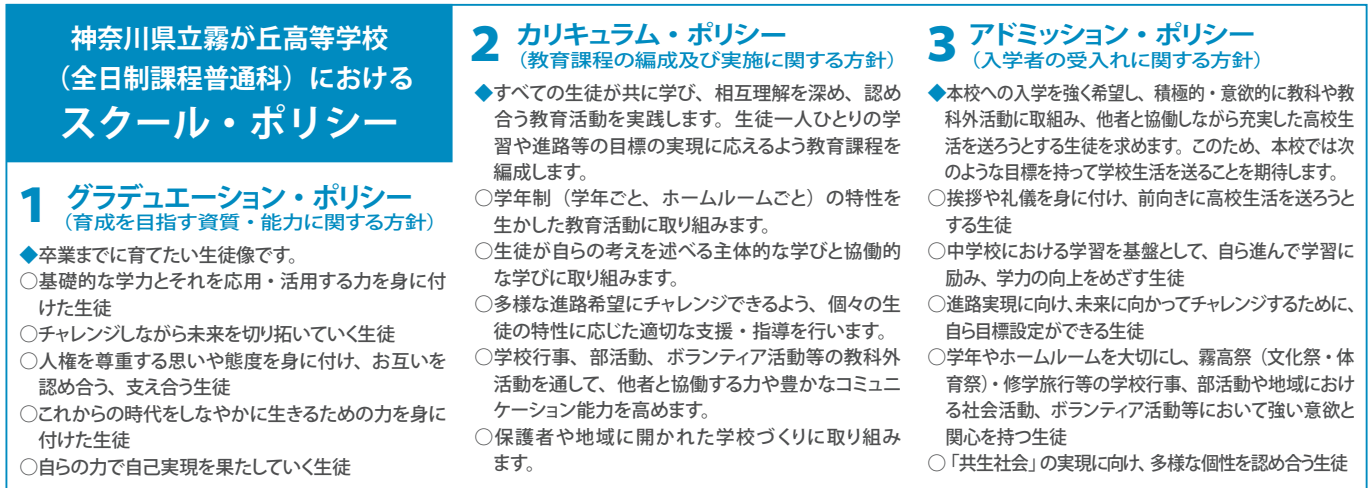 神奈川県立霧が丘高等学校
（全日制課程普通科）における
スクール・ポリシー
1 グラデュエーション・ポリシー
（育成を目指す資質・能力に関する方針）
◆卒業までに育てたい生徒像です。
○基礎的な学力とそれを応用・活用する力を身に付
けた生徒
○チャレンジしながら未来を切り拓いていく生徒
○人権を尊重する思いや態度を身に付け、お互いを
認め合う、支え合う生徒
○これからの時代をしなやかに生きるための力を身に
付けた生徒
○自らの力で自己実現を果たしていく生徒
2 カリキュラム・ポリシー
（教育課程の編成及び実施に関する方針）
◆すべての生徒が共に学び、相互理解を深め、認め
合う教育活動を実践します。生徒一人ひとりの学
習や進路等の目標の実現に応えるよう教育課程を
編成します。
○学年制（学年ごと、ホームルームごと）の特性を
生かした教育活動に取り組みます。
○生徒が自らの考えを述べる主体的な学びと協働的
な学びに取り組みます。
○多様な進路希望にチャレンジできるよう、個々の生
徒の特性に応じた適切な支援・指導を行います。
○学校行事、部活動、ボランティア活動等の教科外
活動を通して、他者と協働する力や豊かなコミュニ
ケーション能力を高めます。
○保護者や地域に開かれた学校づくりに取り組み
ます。
3 アドミッション・ポリシー
（入学者の受入れに関する方針）
◆本校への入学を強く希望し、積極的・意欲的に教科や教
科外活動に取組み、他者と協働しながら充実した高校生
活を送ろうとする生徒を求めます。このため、本校では次
のような目標を持って学校生活を送ることを期待します。
○挨拶や礼儀を身に付け、前向きに高校生活を送ろうと
する生徒
○中学校における学習を基盤として、自ら進んで学習に
励み、学力の向上をめざす生徒
○進路実現に向け、未来に向かってチャレンジするために、
自ら目標設定ができる生徒
○学年やホームルームを大切にし、霧高祭（文化祭・体
育祭）・修学旅行等の学校行事、部活動や地域におけ
る社会活動、ボランティア活動等において強い意欲と
関心を持つ生徒
○「共生社会」の実現に向け、多様な個性を認め合う生徒